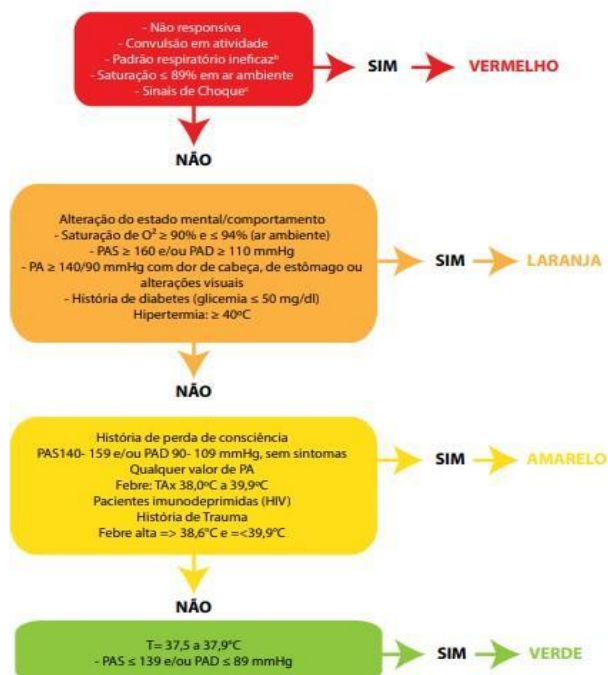 - Não responsiva
- Convulsão em atividade
- Padrão respiratório ineficazᵇ
- Saturação ≤ 89% em ar ambiente
- Sinais de Choqueᶜ
SIM
VERMELHO
NÃO
Alteração do estado mental/comportamento
- Saturação de O² ≥ 90% e ≤ 94% (ar ambiente)
- PAS ≥ 160 e/ou PAD ≥ 110 mmHg
- PA ≥ 140/90 mmHg com dor de cabeça, de estômago ou
alterações visuais
- História de diabetes (glicemia ≤ 50 mg/dl)
Hipertermia: ≥ 40ºC
SIM
LARANJA
NÃO
História de perda de consciência
PAS140- 159 e/ou PAD 90- 109 mmHg, sem sintomas
Qualquer valor de PA
Febre: TAx 38,0ºC a 39,9ºC
Pacientes imunodeprimidas (HIV)
História de Trauma
Febre alta => 38,6°C e =<39,9°C
SIM
AMARELO
NÃO
T= 37,5 a 37,9°C
- PAS ≤ 139 e/ou PAD ≤ 89 mmHg
SIM
VERDE